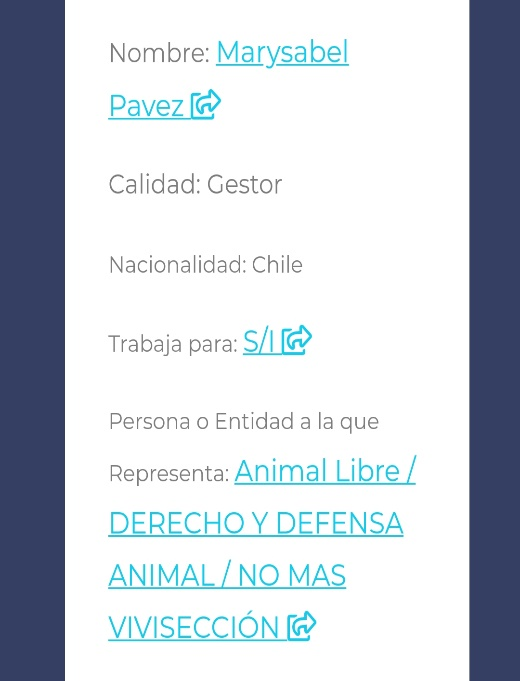 Nombre: Marysabel
Pavez
Calidad: Gestor
Nacionalidad: Chile
Trabaja para: S/I
Persona o Entidad a la que
Representa: Animal Libre /
DERECHO Y DEFENSA
ANIMAL / NO MAS
VIVISECCIÓN